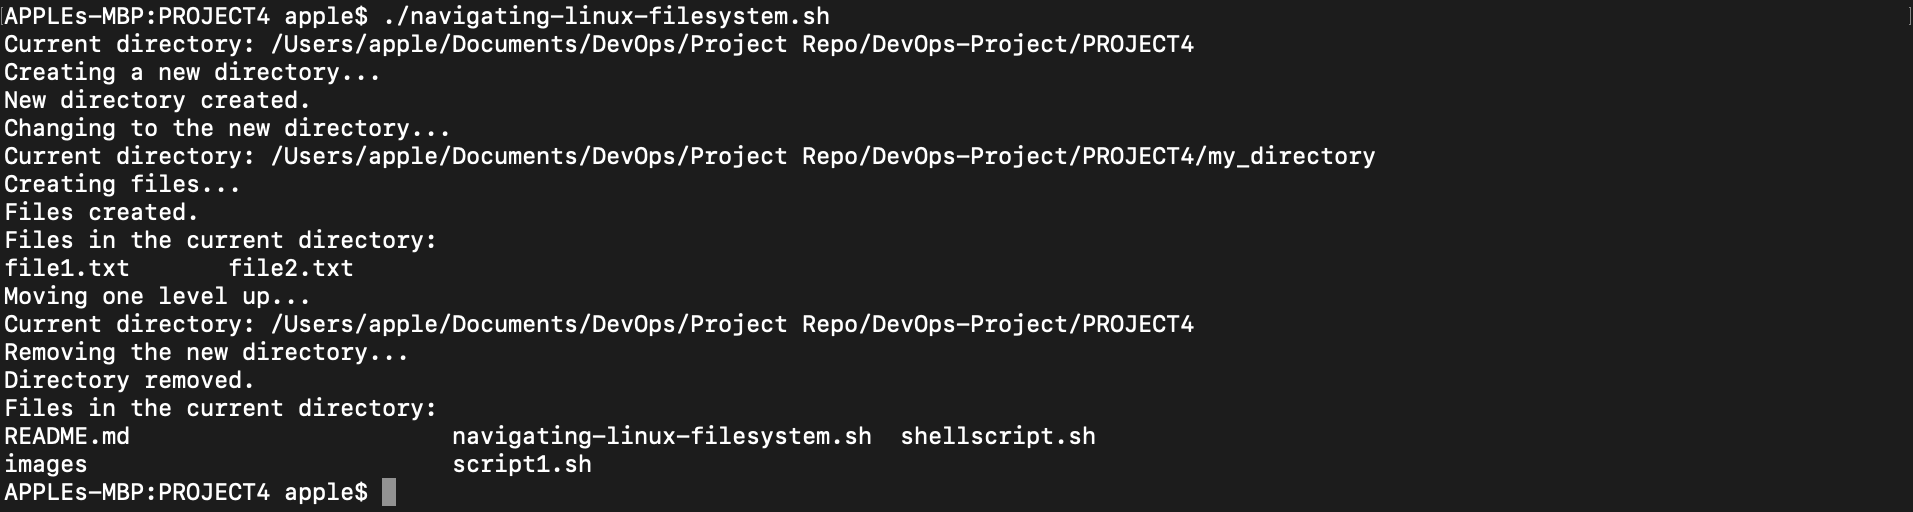 [APPLEs-MBP:PROJECT4 apple$ ./navigating-linux-filesystem.sh ]
Current directory: /Users/apple/Documents/DevOps/Project Repo/DevOps-Project/PROJECT4
Creating a new directory...
New directory created.
Changing to the new directory...
Current directory: /Users/apple/Documents/DevOps/Project Repo/DevOps-Project/PROJECT4/my_directory
Creating files...
Files created.
Files in the current directory:
file1.txt       file2.txt
Moving one level up...
Current directory: /Users/apple/Documents/DevOps/Project Repo/DevOps-Project/PROJECT4
Removing the new directory...
Directory removed.
Files in the current directory:
README.md                       navigating-linux-filesystem.sh  shellscript.sh
images                          script1.sh
APPLEs-MBP:PROJECT4 apple$